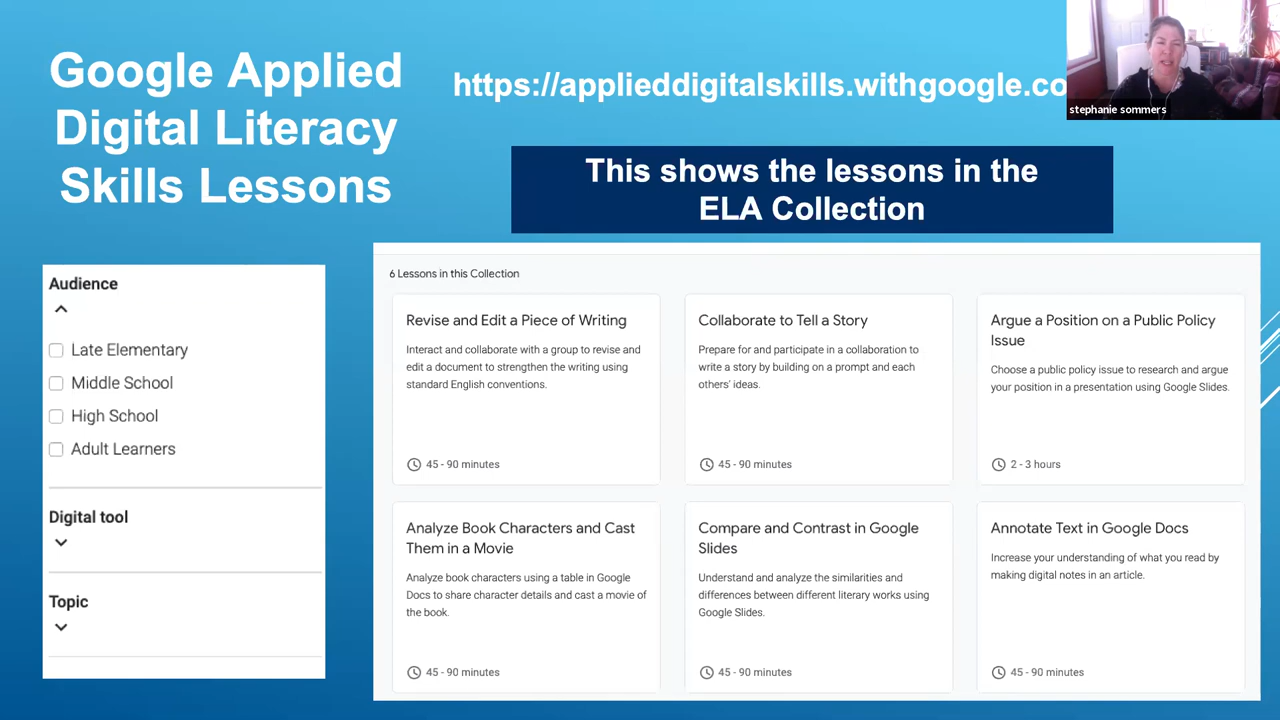 Google Applied
Digital Literacy
Skills Lessons
https://applieddigitalskills.withgoogle.co
stephanie sommers
This shows the lessons in the
ELA Collection
Audience
Late Elementary
Middle School
High School
Adult Learners
Digital tool
Topic
6 Lessons in this Collection
Revise and Edit a Piece of Writing
Interact and collaborate with a group to revise and
edit a document to strengthen the writing using
standard English conventions.
45 - 90 minutes
Collaborate to Tell a Story
Prepare for and participate in a collaboration to
write a story by building on a prompt and each
others' ideas.
45 - 90 minutes
Argue a Position on a Public Policy
Issue
Choose a public policy issue to research and argue
your position in a presentation using Google Slides.
2 - 3 hours
Analyze Book Characters and Cast
Them in a Movie
Analyze book characters using a table in Google
Docs to share character details and cast a movie of
the book.
45 - 90 minutes
Compare and Contrast in Google
Slides
Understand and analyze the similarities and
differences between different literary works using
Google Slides.
45 - 90 minutes
Annotate Text in Google Docs
Increase your understanding of what you read by
making digital notes in an article.
45 - 90 minutes